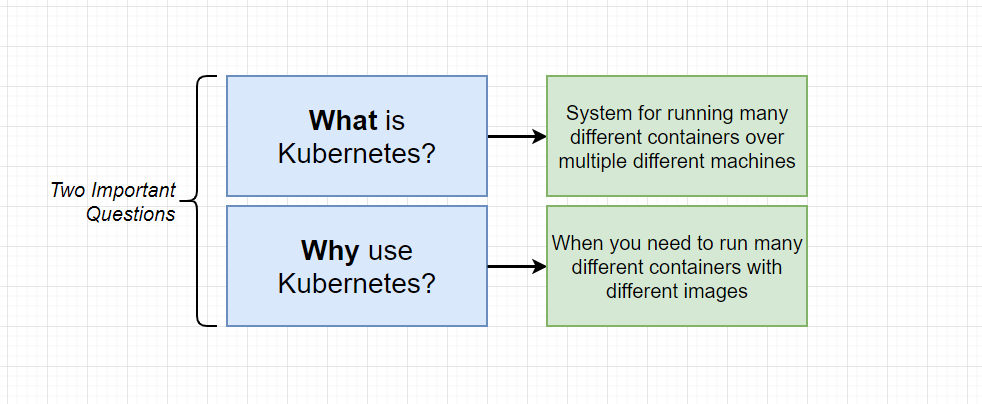 Two Important
Questions
What is
Kubernetes?
System for running many
different containers over
multiple different machines
Why use
Kubernetes?
When you need to run many
different containers with
different images